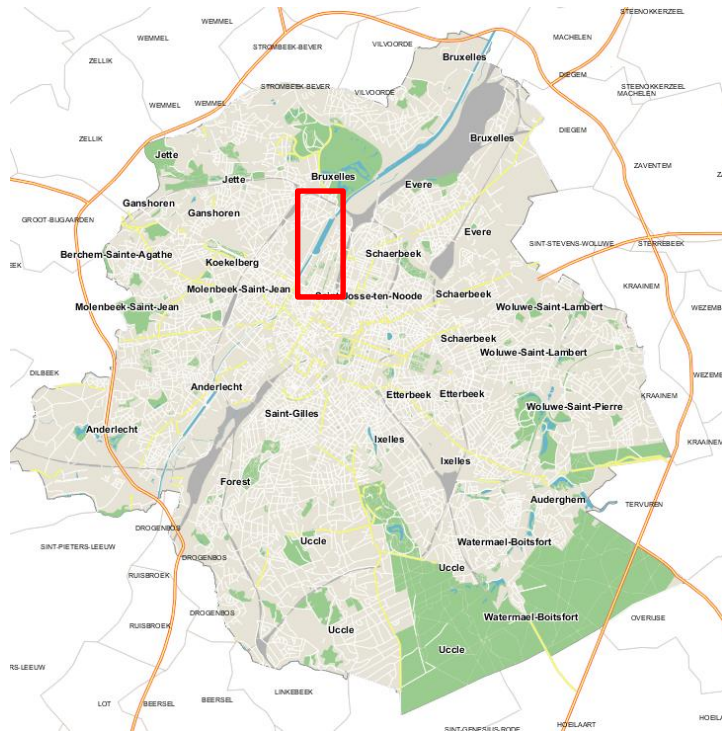 STEENOKKERZEEL
WEMMEL
WEMMEL
MACHELEN
STROMBEEK-BEVER
VILVOORDE
Bruxelles
ZELLIK
DIEGEM
STROMBEEK-BEVER
VILVOORDE
STEENOKKERZEEL
MACHELEN
WEMMEL
WEMMEL
DIEGEM
ZELLIK
Bruxelles
Jette
ZAVENTEM
Jette
Bruxelles
Evere
Ganshoren
Ganshoren
GROOT-BIJGAARDEN
Evere
SINT-STEVENS-WOLUWE
STERREBEEK
Berchem-Sainte-Agathe
Schaerbeek
Koekelberg
KRAAINEM
Molenbeek-Saint-Jean
Schaerbeek
Molenbeek-Saint-Jean
Woluwe-Saint-Lambert
Schaerbeek
Woluwe-Saint-Lambert
DILBEEK
Anderlecht
Etterbeek
Etterbeek
KRAAINEM
Saint-Gilles
Woluwe-Saint-Pierre
Anderlecht
Ixelles
KRAAINEM
Ixelles
Forest
Auderghem
TERVUREN
DROGENBOS
Uccle
Watermael-Boitsfort
SINT-PIETERS-LEEUW
DROGENBOS
Uccle
RUISBROEK
DROGENBOS
Watermael-Boitsfort
OVERIJSE
RUISBROEK
Uccle
Uccle
LINKEBEEK
LOT
BEERSEL
BEERSEL
SINT-GENESIUS-RODE
HOEILAART